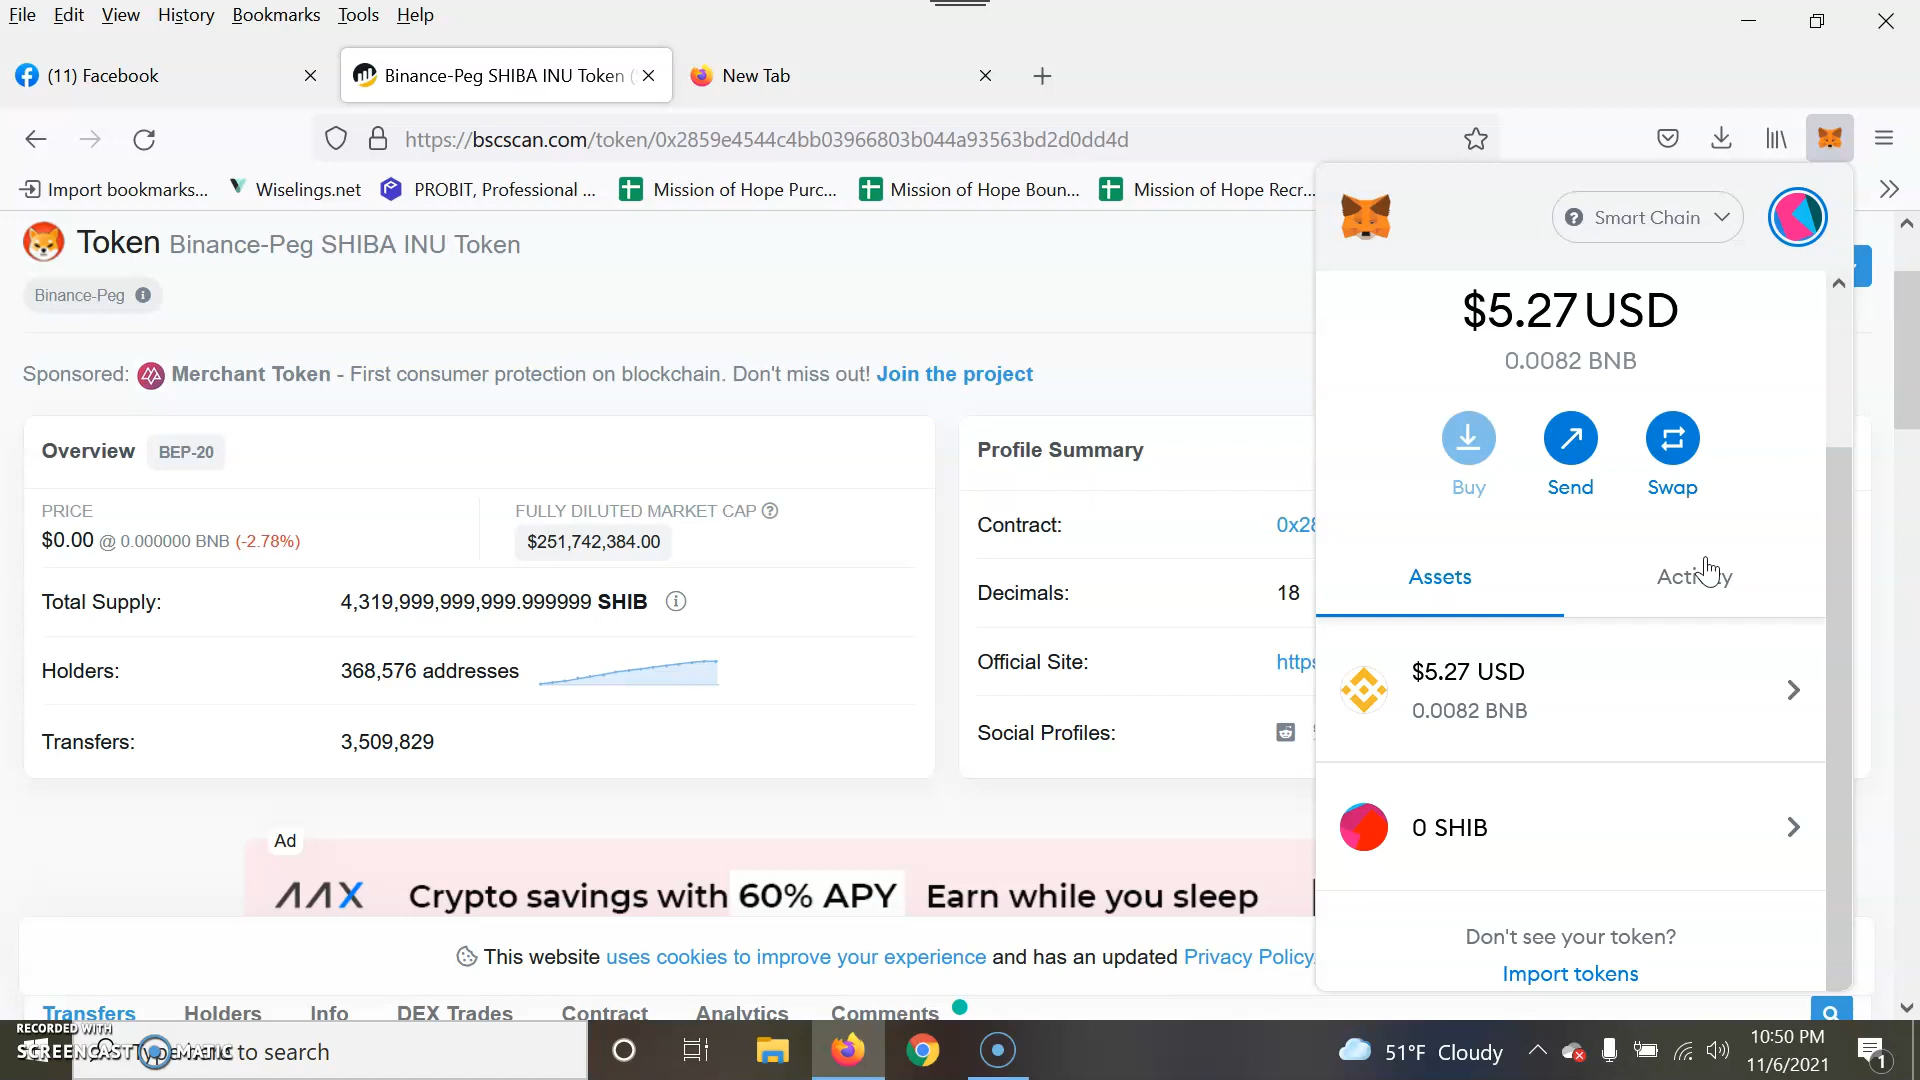 File Edit View History Bookmarks Tools Help
(11) Facebook
Binance-Peg SHIBA INU Token (
New Tab
https://bscscan.com/token/0x2859e4544c4bb03966803b044a93563bd2d0dd4d
Import bookmarks...
Wiselings.net
PROBIT, Professional ...
Mission of Hope Purc...
Mission of Hope Boun...
Mission of Hope Recr...
Token Binance-Peg SHIBA INU Token
Binance-Peg
Sponsored: Merchant Token - First consumer protection on blockchain. Don't miss out! Join the project
Overview BEP-20
PRICE
$0.00 @ 0.000000 BNB (-2.78%)
FULLY DILUTED MARKET CAP
$251,742,384.00
Total Supply: 4,319,999,999,999.999999 SHIB
Holders: 368,576 addresses
Transfers: 3,509,829
Profile Summary
Contract: 0x28
Decimals: 18
Official Site: https
Social Profiles:
Ad
AAX Crypto savings with 60% APY Earn while you sleep
This website uses cookies to improve your experience and has an updated Privacy Policy.
Transfers Holders Info DEX Trades Contract Analytics Comments
Smart Chain
$5.27 USD
0.0082 BNB
Buy Send Swap
Assets
$5.27 USD
0.0082 BNB
0 SHIB
Don't see your token?
Import tokens
RECORDED WITH
SCREENCAST MATIC
to search
51°F Cloudy
10:50 PM
11/6/2021
1